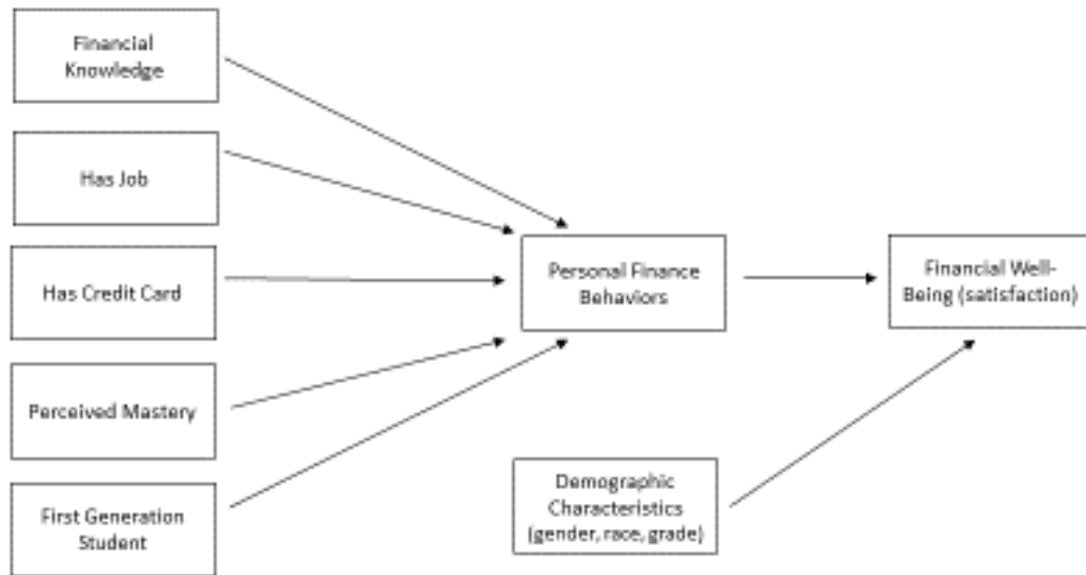 Financial
Knowledge
Has Job
Has Credit Card
Perceived Mastery
First Generation
Student
Personal Finance
Behaviors
Financial Well-
Being (satisfaction)
Demographic
Characteristics
(gender, race, grade)